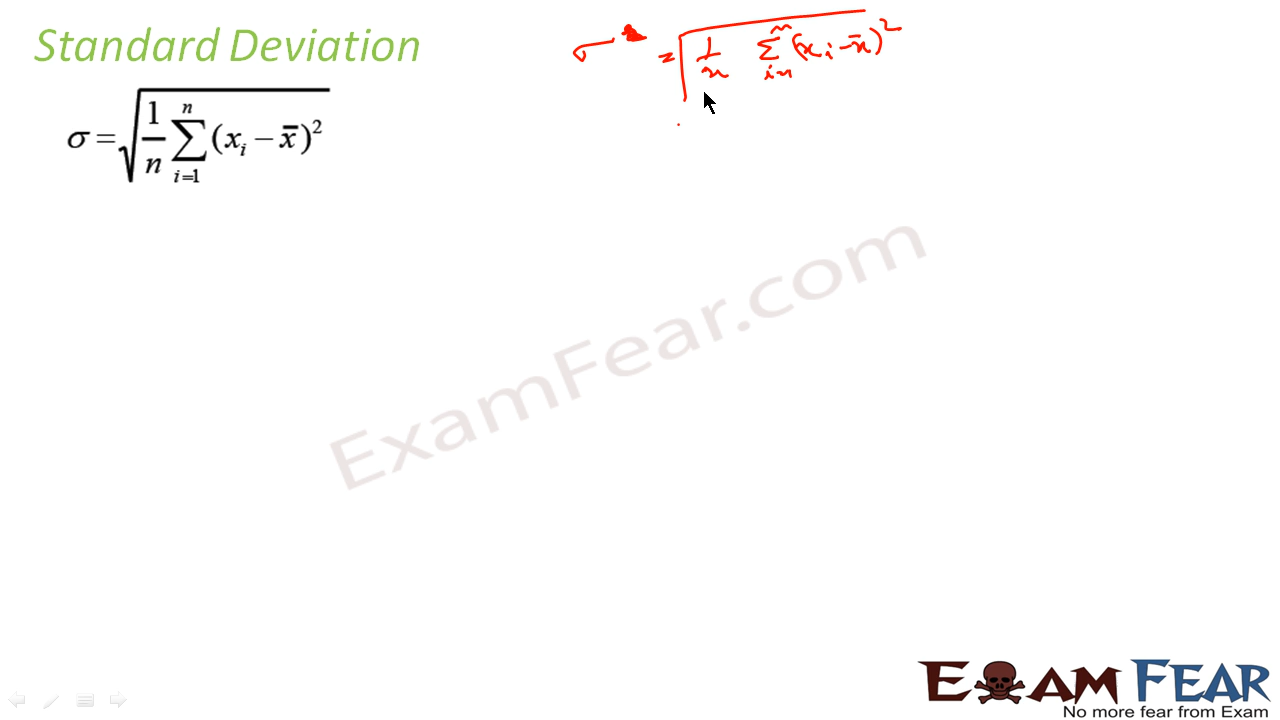 Standard Deviation
σ = √(1/n ∑_{i=1}^{n} (x_i − x̄)²)
σ = √(1/n ∑_{i=1}^{n} (x_i − x̄)²
ExamFear.com
EXAM FEAR
No more fear from Exam